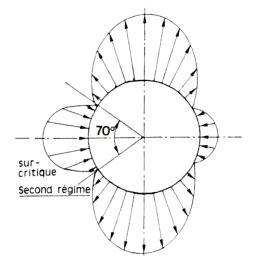 70°
sur-
critique
Second régime